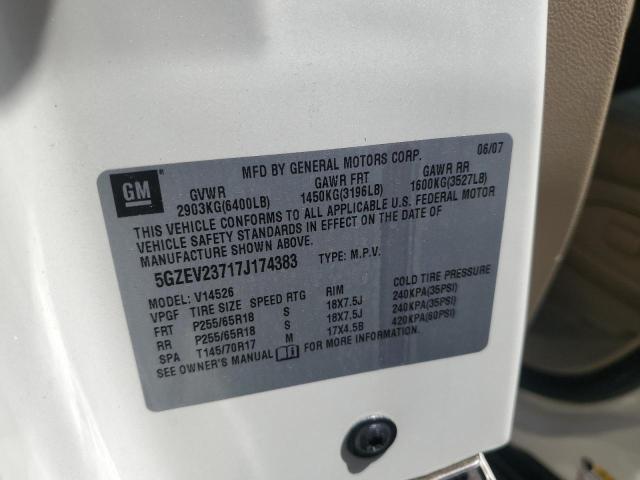 MFD BY GENERAL MOTORS CORP. 06/07
GM
GVWR GAWR FRT GAWR RR
2903KG(6400LB) 1450KG(3196LB) 1600KG(3527LB)
THIS VEHICLE CONFORMS TO ALL APPLICABLE U.S. FEDERAL MOTOR
VEHICLE SAFETY STANDARDS IN EFFECT ON THE DATE OF
MANUFACTURE SHOWN ABOVE.
5GZEV23717J174383 TYPE: M.P.V.
MODEL: V14526
VPGF TIRE SIZE SPEED RTG RIM COLD TIRE PRESSURE
FRT P255/65R18 S 18X7.5J 240KPA(35PSI)
RR P255/65R18 S 18X7.5J 240KPA(35PSI)
SPA T145/70R17 M 17X4.5B 420KPA(60PSI)
SEE OWNER'S MANUAL FOR MORE INFORMATION.